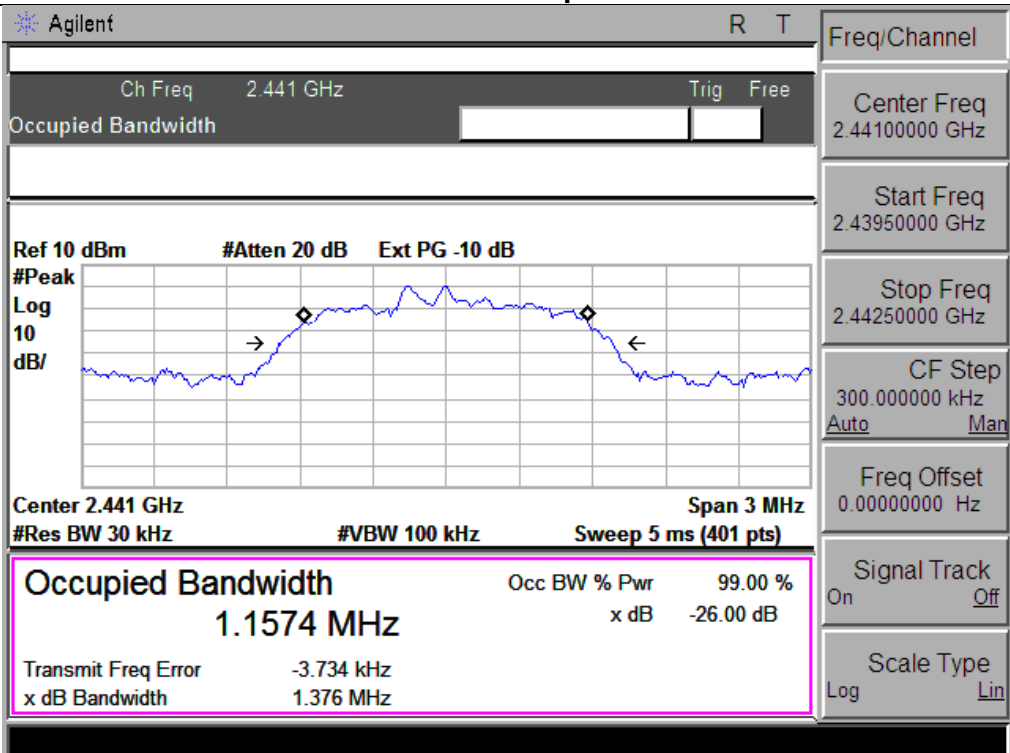 Agilent R T
Freq/Channel
Ch Freq 2.441 GHz Trig Free
Occupied Bandwidth
Center Freq
2.44100000 GHz
Start Freq
2.43950000 GHz
Stop Freq
2.44250000 GHz
CF Step
300.000000 kHz
Auto Man
Freq Offset
0.00000000 Hz
Signal Track
On Off
Scale Type
Log Lin
Ref 10 dBm #Atten 20 dB Ext PG -10 dB
#Peak
Log
10
dB/
Center 2.441 GHz Span 3 MHz
#Res BW 30 kHz #VBW 100 kHz Sweep 5 ms (401 pts)
Occupied Bandwidth Occ BW % Pwr 99.00 %
1.1574 MHz x dB -26.00 dB
Transmit Freq Error -3.734 kHz
x dB Bandwidth 1.376 MHz